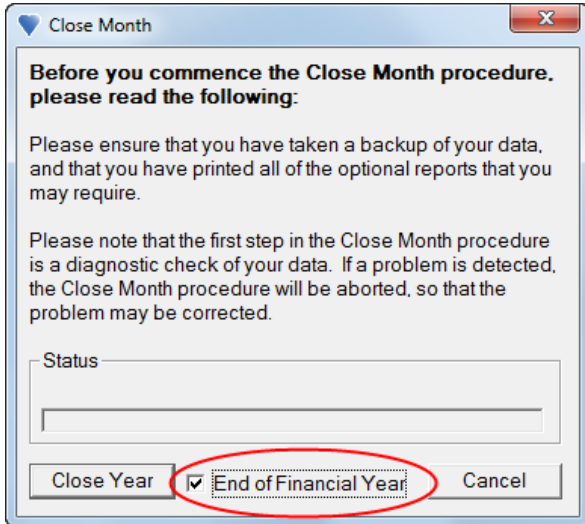 Close Month
Before you commence the Close Month procedure,
please read the following:
Please ensure that you have taken a backup of your data,
and that you have printed all of the optional reports that you
may require.
Please note that the first step in the Close Month procedure
is a diagnostic check of your data. If a problem is detected,
the Close Month procedure will be aborted, so that the
problem may be corrected.
Status
Close Year End of Financial Year Cancel